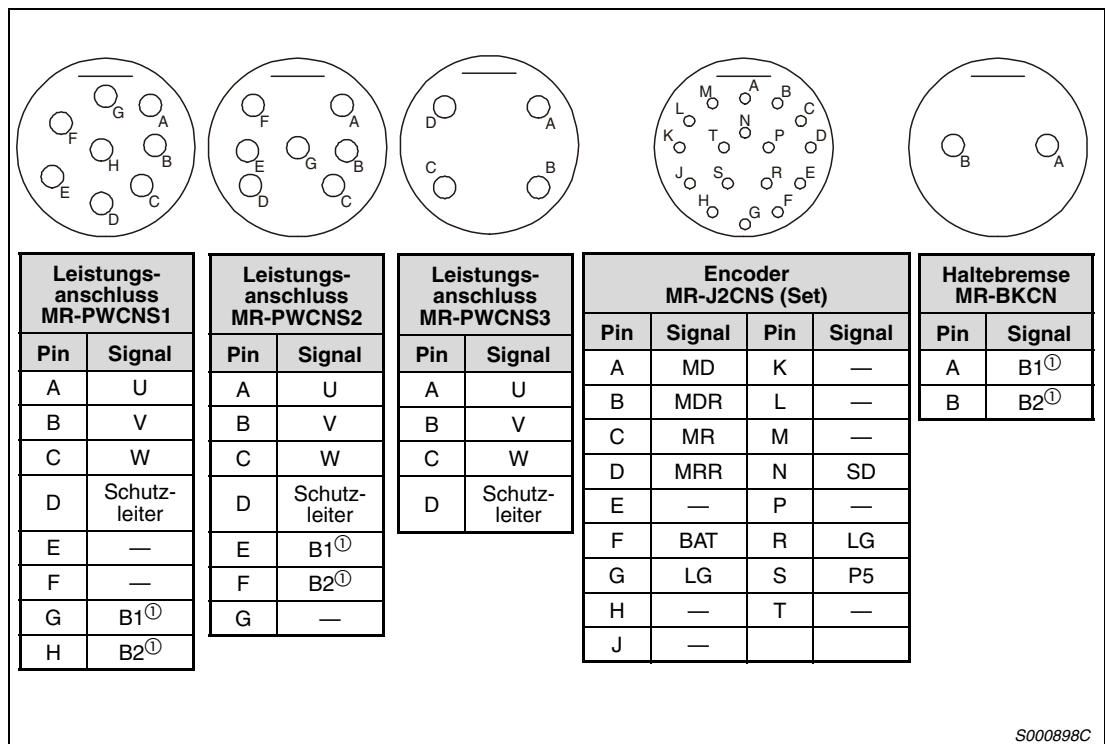 G
A
F
H
B
E
C
D
F
A
E
G
B
D
C
D
A
C
B
M
A
B
L
C
N
K
T
P
D
J
S
R
E
H
G
F
B
A
Leistungs-
anschluss
MR-PWCNS1
Pin Signal
A U
B V
C W
D Schutz-
leiter
E —
F —
G B1①
H B2①
Leistungs-
anschluss
MR-PWCNS2
Pin Signal
A U
B V
C W
D Schutz-
leiter
E B1①
F B2①
G —
Leistungs-
anschluss
MR-PWCNS3
Pin Signal
A U
B V
C W
D Schutz-
leiter
Encoder
MR-J2CNS (Set)
Pin Signal Pin Signal
A MD K —
B MDR L —
C MR M —
D MRR N SD
E — P —
F BAT R LG
G LG S P5
H — T —
J —
Haltebremse
MR-BKCN
Pin Signal
A B1①
B B2①
S000898C